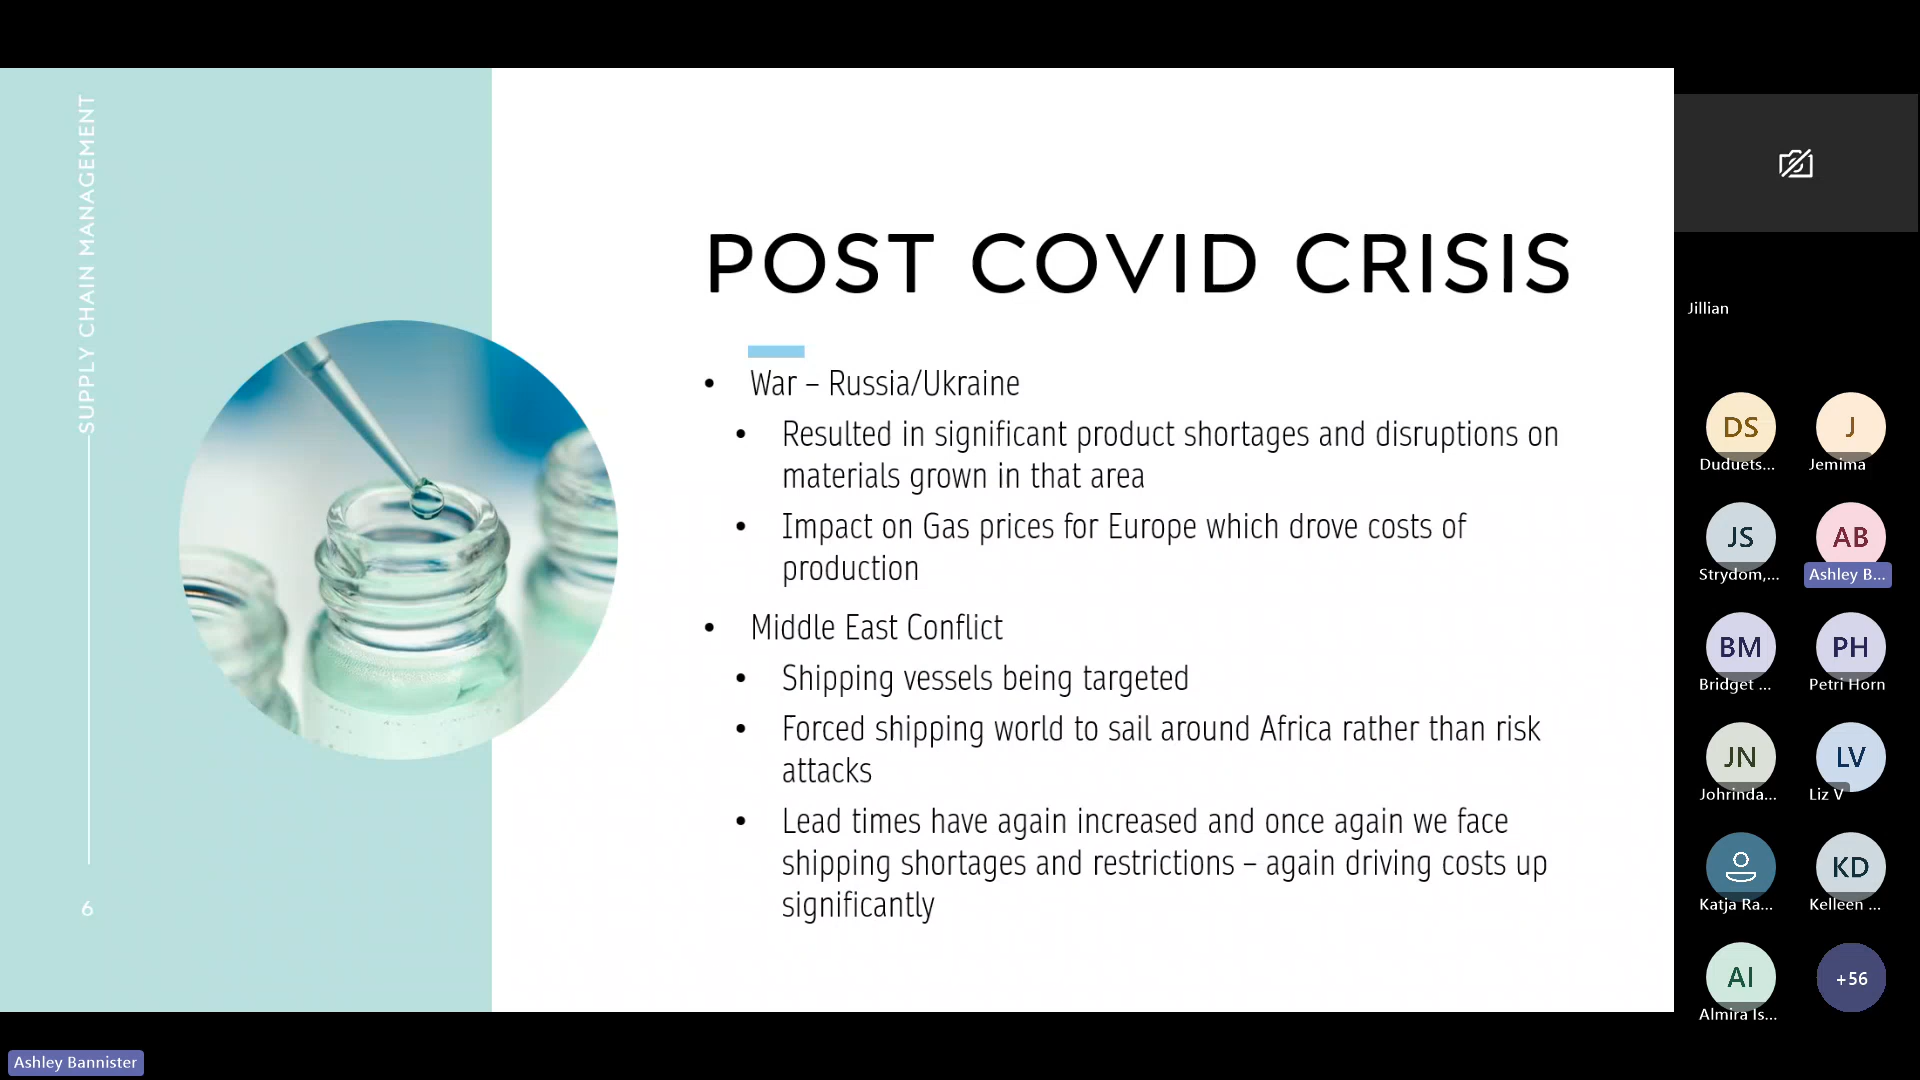 SUPPLY CHAIN MANAGEMENT
6
POST COVID CRISIS
• War – Russia/Ukraine
• Resulted in significant product shortages and disruptions on
materials grown in that area
• Impact on Gas prices for Europe which drove costs of
production
• Middle East Conflict
• Shipping vessels being targeted
• Forced shipping world to sail around Africa rather than risk
attacks
• Lead times have again increased and once again we face
shipping shortages and restrictions – again driving costs up
significantly
Jillian
DS
Duduets...
J
Jemima
JS
Strydom,...
AB
Ashley B...
BM
Bridget ...
PH
Petri Horn
JN
Johrinda...
LV
Liz V
Katja Ra...
KD
Kelleen ...
AI
Almira Is...
+56
Ashley Bannister